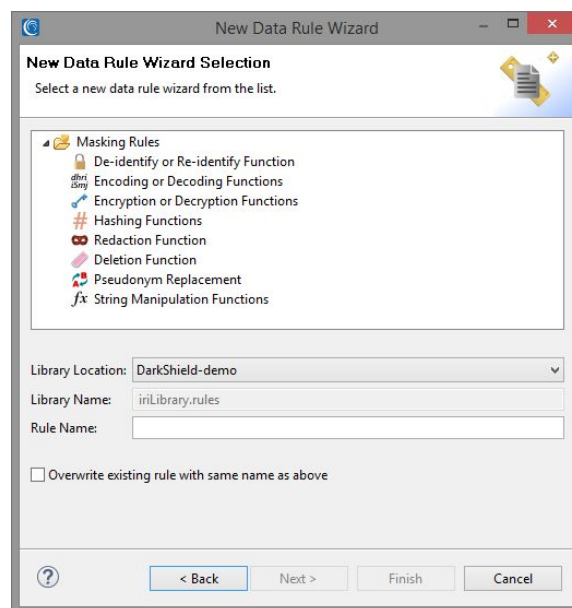 New Data Rule Wizard
New Data Rule Wizard Selection
Select a new data rule wizard from the list.
Masking Rules
De-identify or Re-identify Function
Encoding or Decoding Functions
Encryption or Decryption Functions
# Hashing Functions
Redaction Function
Deletion Function
Pseudonym Replacement
fx String Manipulation Functions
Library Location: DarkShield-demo
Library Name: iriLibrary.rules
Rule Name:
Overwrite existing rule with same name as above
? < Back Next > Finish Cancel